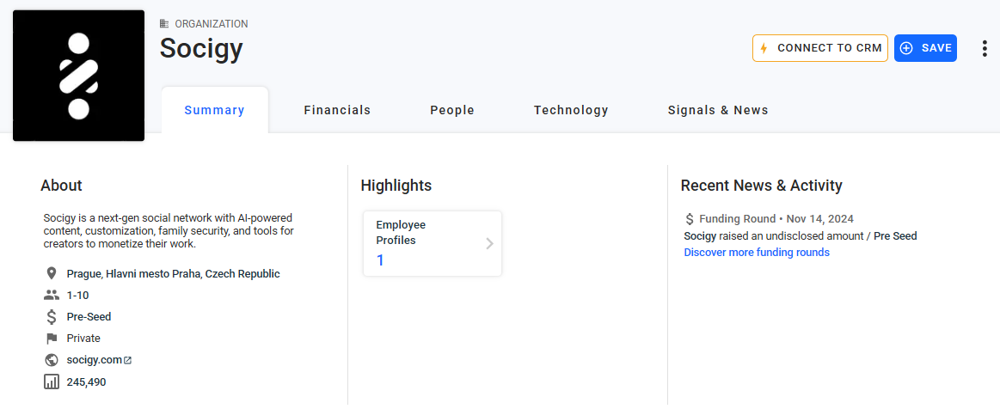 ORGANIZATION
Socigy
CONNECT TO CRM
SAVE
Summary
Financials
People
Technology
Signals & News
About
Socigy is a next-gen social network with AI-powered
content, customization, family security, and tools for
creators to monetize their work.
Prague, Hlavni mesto Praha, Czech Republic
1-10
Pre-Seed
Private
socigy.com
245,490
Highlights
Employee
Profiles
1
Recent News & Activity
Funding Round • Nov 14, 2024
Socigy raised an undisclosed amount / Pre Seed
Discover more funding rounds